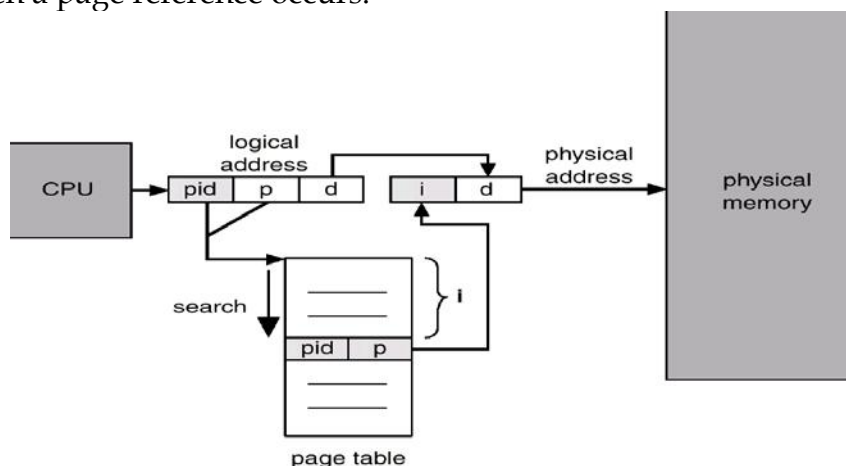 a page reference occurs.
logical
address
physical
address
CPU
pid p d
i d
physical
memory
search
i
pid p
page table